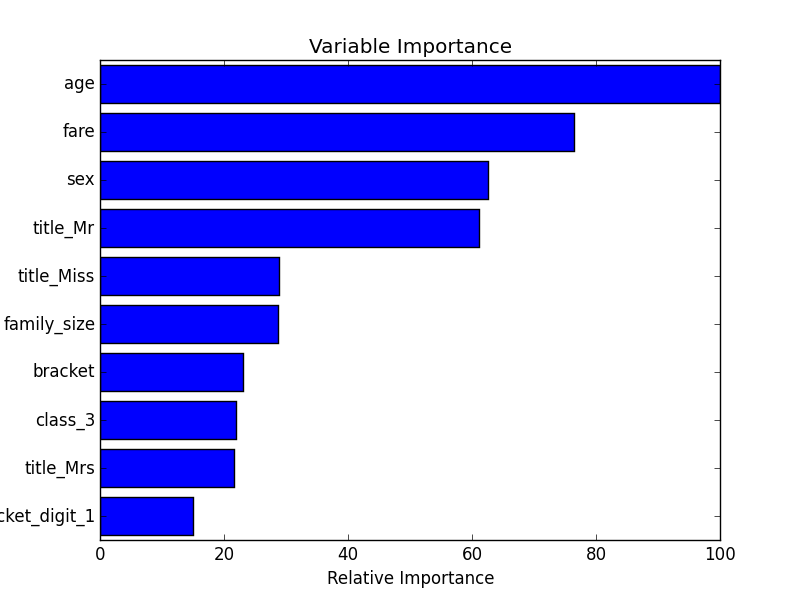 Variable Importance
age
fare
sex
title_Mr
title_Miss
family_size
bracket
class_3
title_Mrs
cket_digit_1
0 20 40 60 80 100
Relative Importance